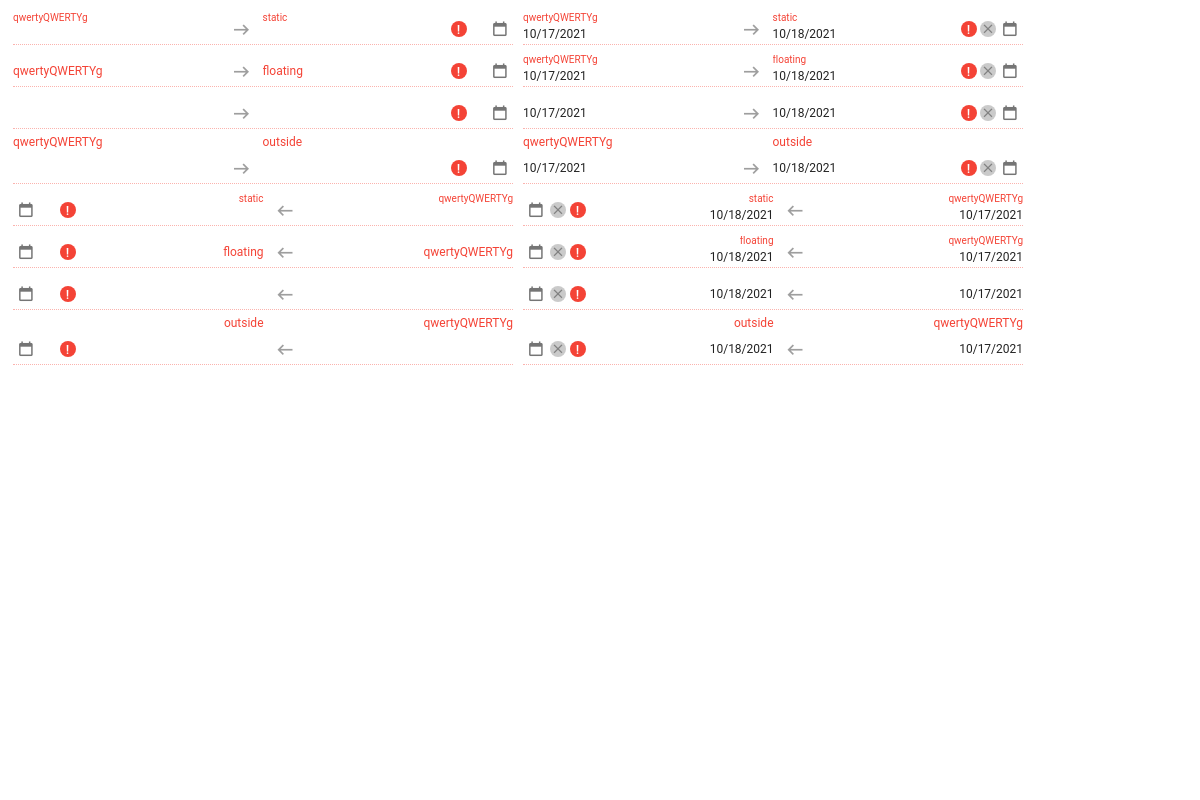 qwertyQWERTYg static qwertyQWERTYg static
10/17/2021 10/18/2021
qwertyQWERTYg floating
qwertyQWERTYg floating 10/17/2021 10/18/2021
10/17/2021 10/18/2021
qwertyQWERTYg outside qwertyQWERTYg outside
10/17/2021 10/18/2021
static qwertyQWERTYg static qwertyQWERTYg
10/18/2021 10/17/2021
floating qwertyQWERTYg
floating qwertyQWERTYg 10/18/2021 10/17/2021
10/18/2021 10/17/2021
outside qwertyQWERTYg outside qwertyQWERTYg
10/18/2021 10/17/2021